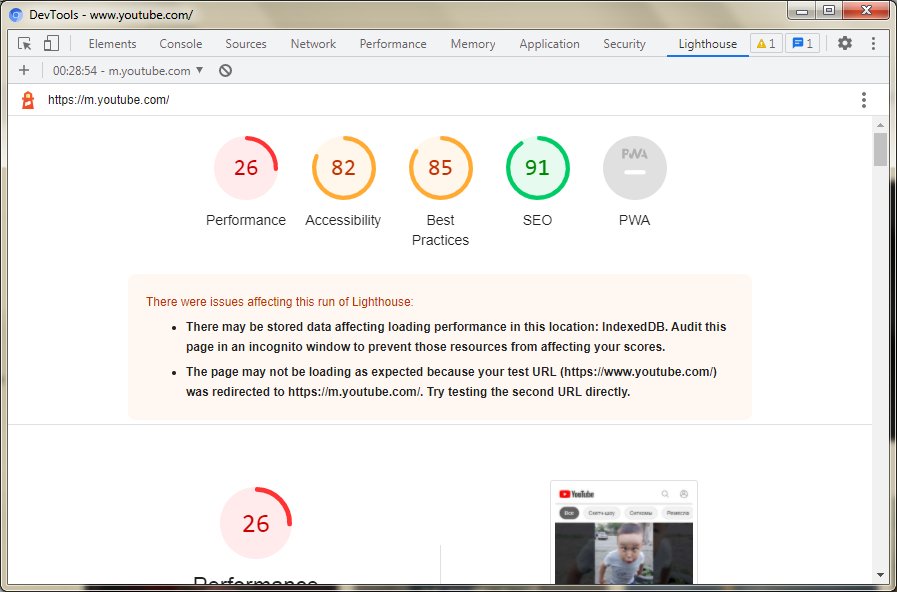 DevTools - www.youtube.com/
Elements Console Sources Network Performance Memory Application Security Lighthouse 1 1
00:28:54 - m.youtube.com
https://m.youtube.com/
26 82 85 91 PWA
Performance Accessibility Best SEO PWA
Practices
There were issues affecting this run of Lighthouse:
• There may be stored data affecting loading performance in this location: IndexedDB. Audit this
page in an incognito window to prevent those resources from affecting your scores.
• The page may not be loading as expected because your test URL (https://www.youtube.com/)
was redirected to https://m.youtube.com/. Try testing the second URL directly.
26
YouTube
Все Скетч-шоу Ситкомы
Performance